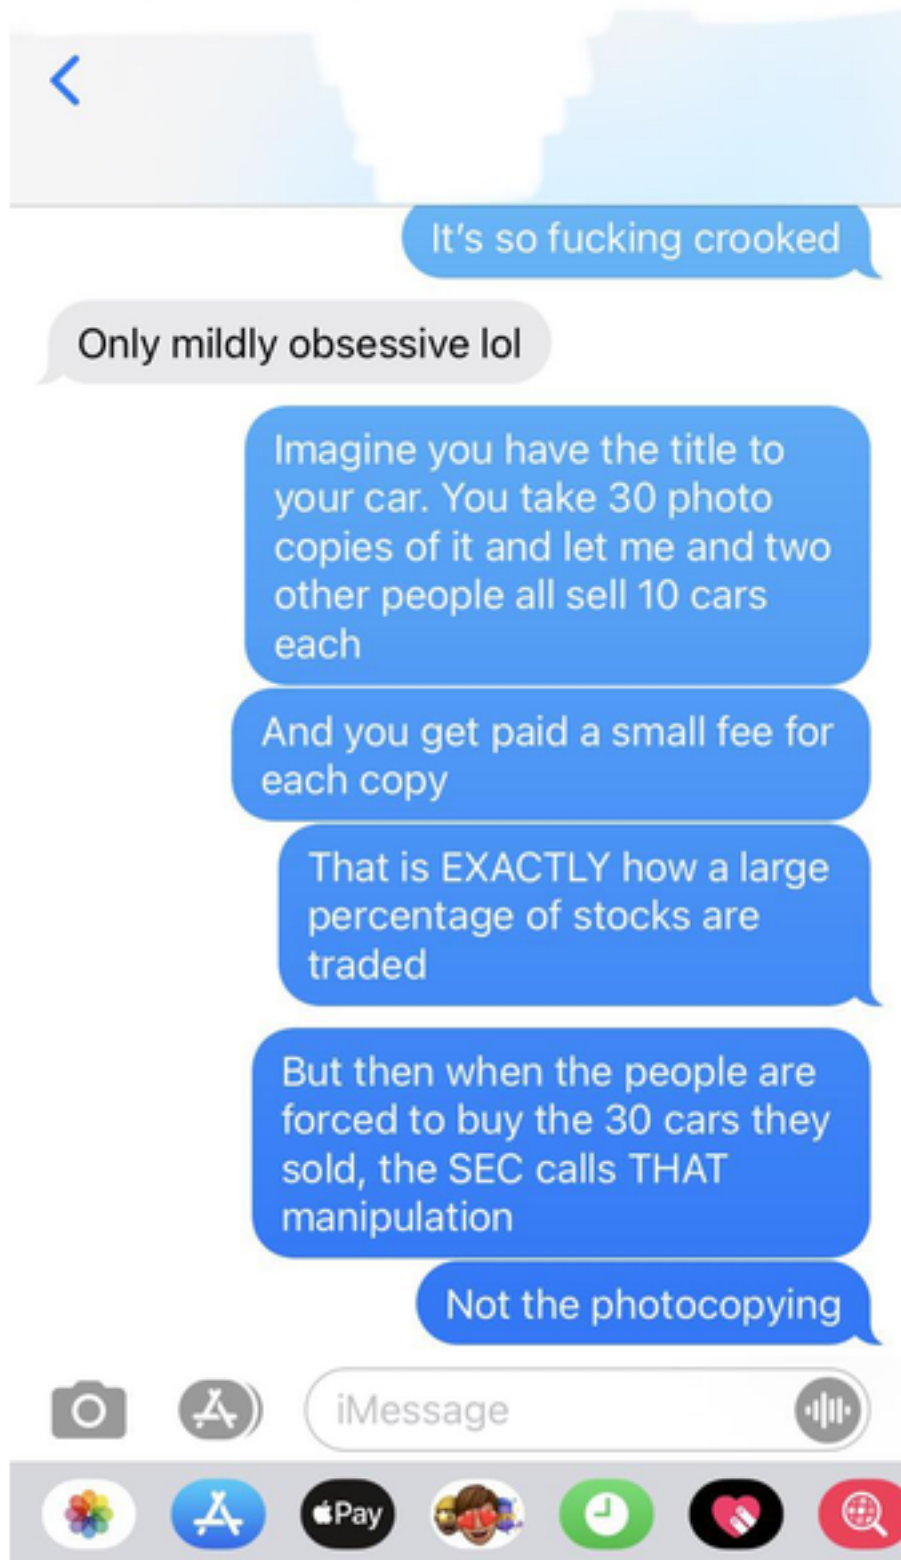 It's so fucking crooked
Only mildly obsessive lol
Imagine you have the title to
your car. You take 30 photo
copies of it and let me and two
other people all sell 10 cars
each
And you get paid a small fee for
each copy
That is EXACTLY how a large
percentage of stocks are
traded
But then when the people are
forced to buy the 30 cars they
sold, the SEC calls THAT
manipulation
Not the photocopying
iMessage
Pay